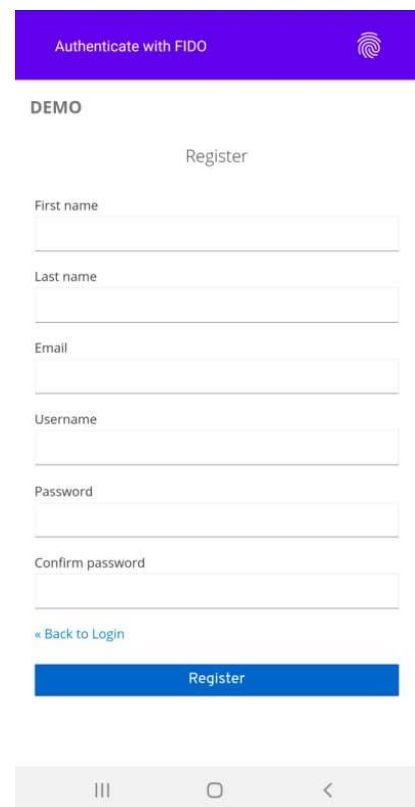 Authenticate with FIDO
DEMO
Register
First name
Last name
Email
Username
Password
Confirm password
« Back to Login
Register